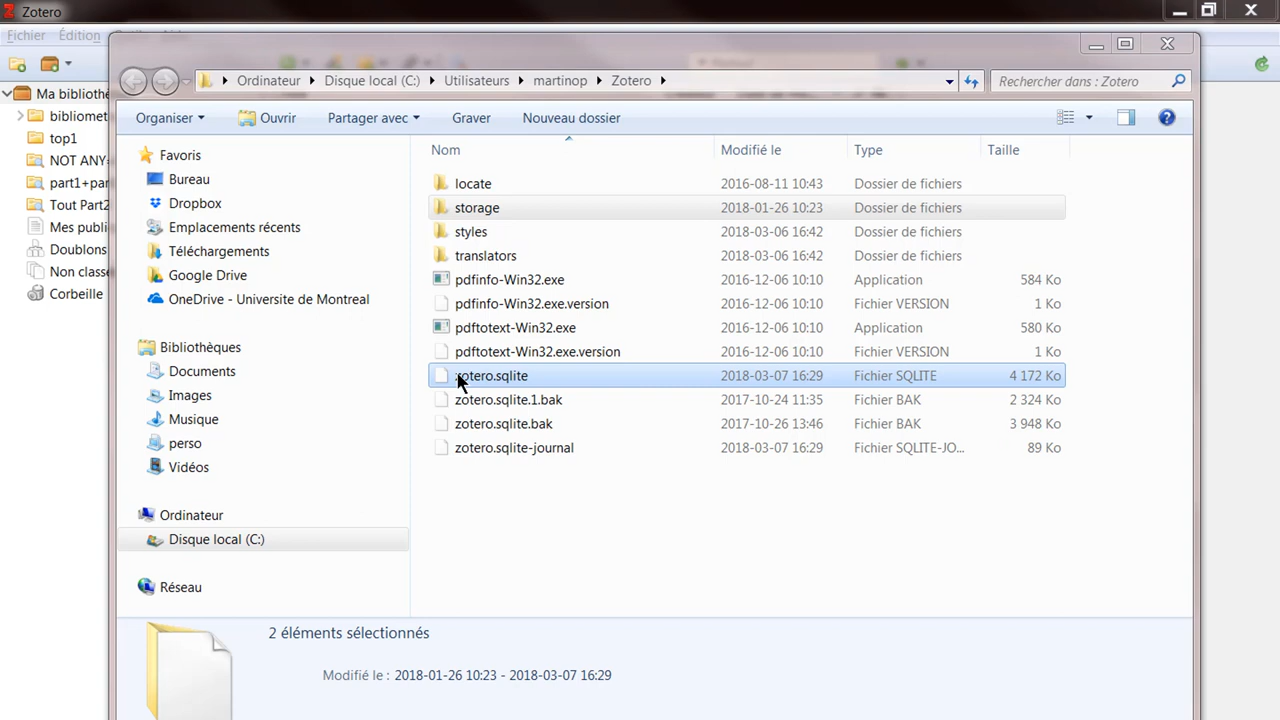 Zotero
Fichier Édition
Ordinateur Disque local (C:) Utilisateurs martinop Zotero
Rechercher dans : Zotero
Organiser Ouvrir Partager avec Graver Nouveau dossier
Ma bibliothè
bibliomet
top1
NOT ANY=
part1+par
Tout Part2
Mes publi
Doublons
Non classe
Corbeille
Favoris
Bureau
Dropbox
Emplacements récents
Téléchargements
Google Drive
OneDrive - Universite de Montreal
Bibliothèques
Documents
Images
Musique
perso
Vidéos
Ordinateur
Disque local (C:)
Réseau
Nom Modifié le Type Taille
locate 2016-08-11 10:43 Dossier de fichiers
storage 2018-01-26 10:23 Dossier de fichiers
styles 2018-03-06 16:42 Dossier de fichiers
translators 2018-03-06 16:42 Dossier de fichiers
pdfinfo-Win32.exe 2016-12-06 10:10 Application 584 Ko
pdfinfo-Win32.exe.version 2016-12-06 10:10 Fichier VERSION 1 Ko
pdftotext-Win32.exe 2016-12-06 10:10 Application 580 Ko
pdftotext-Win32.exe.version 2016-12-06 10:10 Fichier VERSION 1 Ko
zotero.sqlite 2018-03-07 16:29 Fichier SQLITE 4 172 Ko
zotero.sqlite.1.bak 2017-10-24 11:35 Fichier BAK 2 324 Ko
zotero.sqlite.bak 2017-10-26 13:46 Fichier BAK 3 948 Ko
zotero.sqlite-journal 2018-03-07 16:29 Fichier SQLITE-JO... 89 Ko
2 éléments sélectionnés
Modifié le : 2018-01-26 10:23 - 2018-03-07 16:29